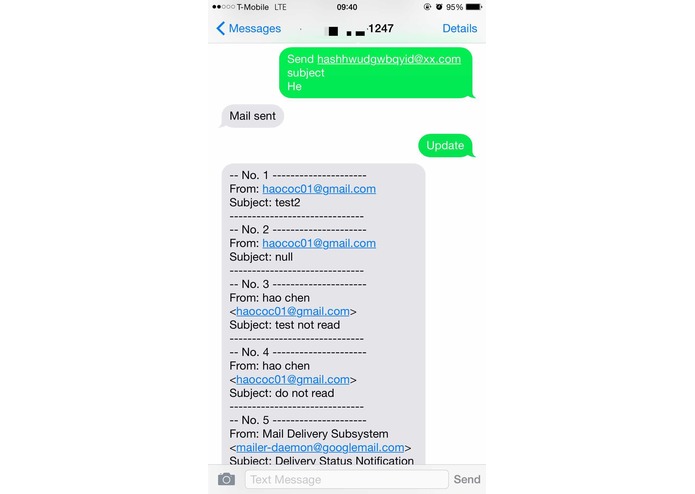 T-Mobile LTE 09:40 95%
Messages 1247 Details
Send hashhwudgwbqyid@xx.com
subject
He
Mail sent
Update
-- No. 1 ---------------------
From: haococ01@gmail.com
Subject: test2
------------------------------
-- No. 2 ---------------------
From: haococ01@gmail.com
Subject: null
------------------------------
-- No. 3 ---------------------
From: hao chen
<haococ01@gmail.com>
Subject: test not read
------------------------------
-- No. 4 ---------------------
From: hao chen
<haococ01@gmail.com>
Subject: do not read
------------------------------
-- No. 5 ---------------------
From: Mail Delivery Subsystem
<mailer-daemon@googlemail.com>
Subject: Delivery Status Notification
Text Message Send